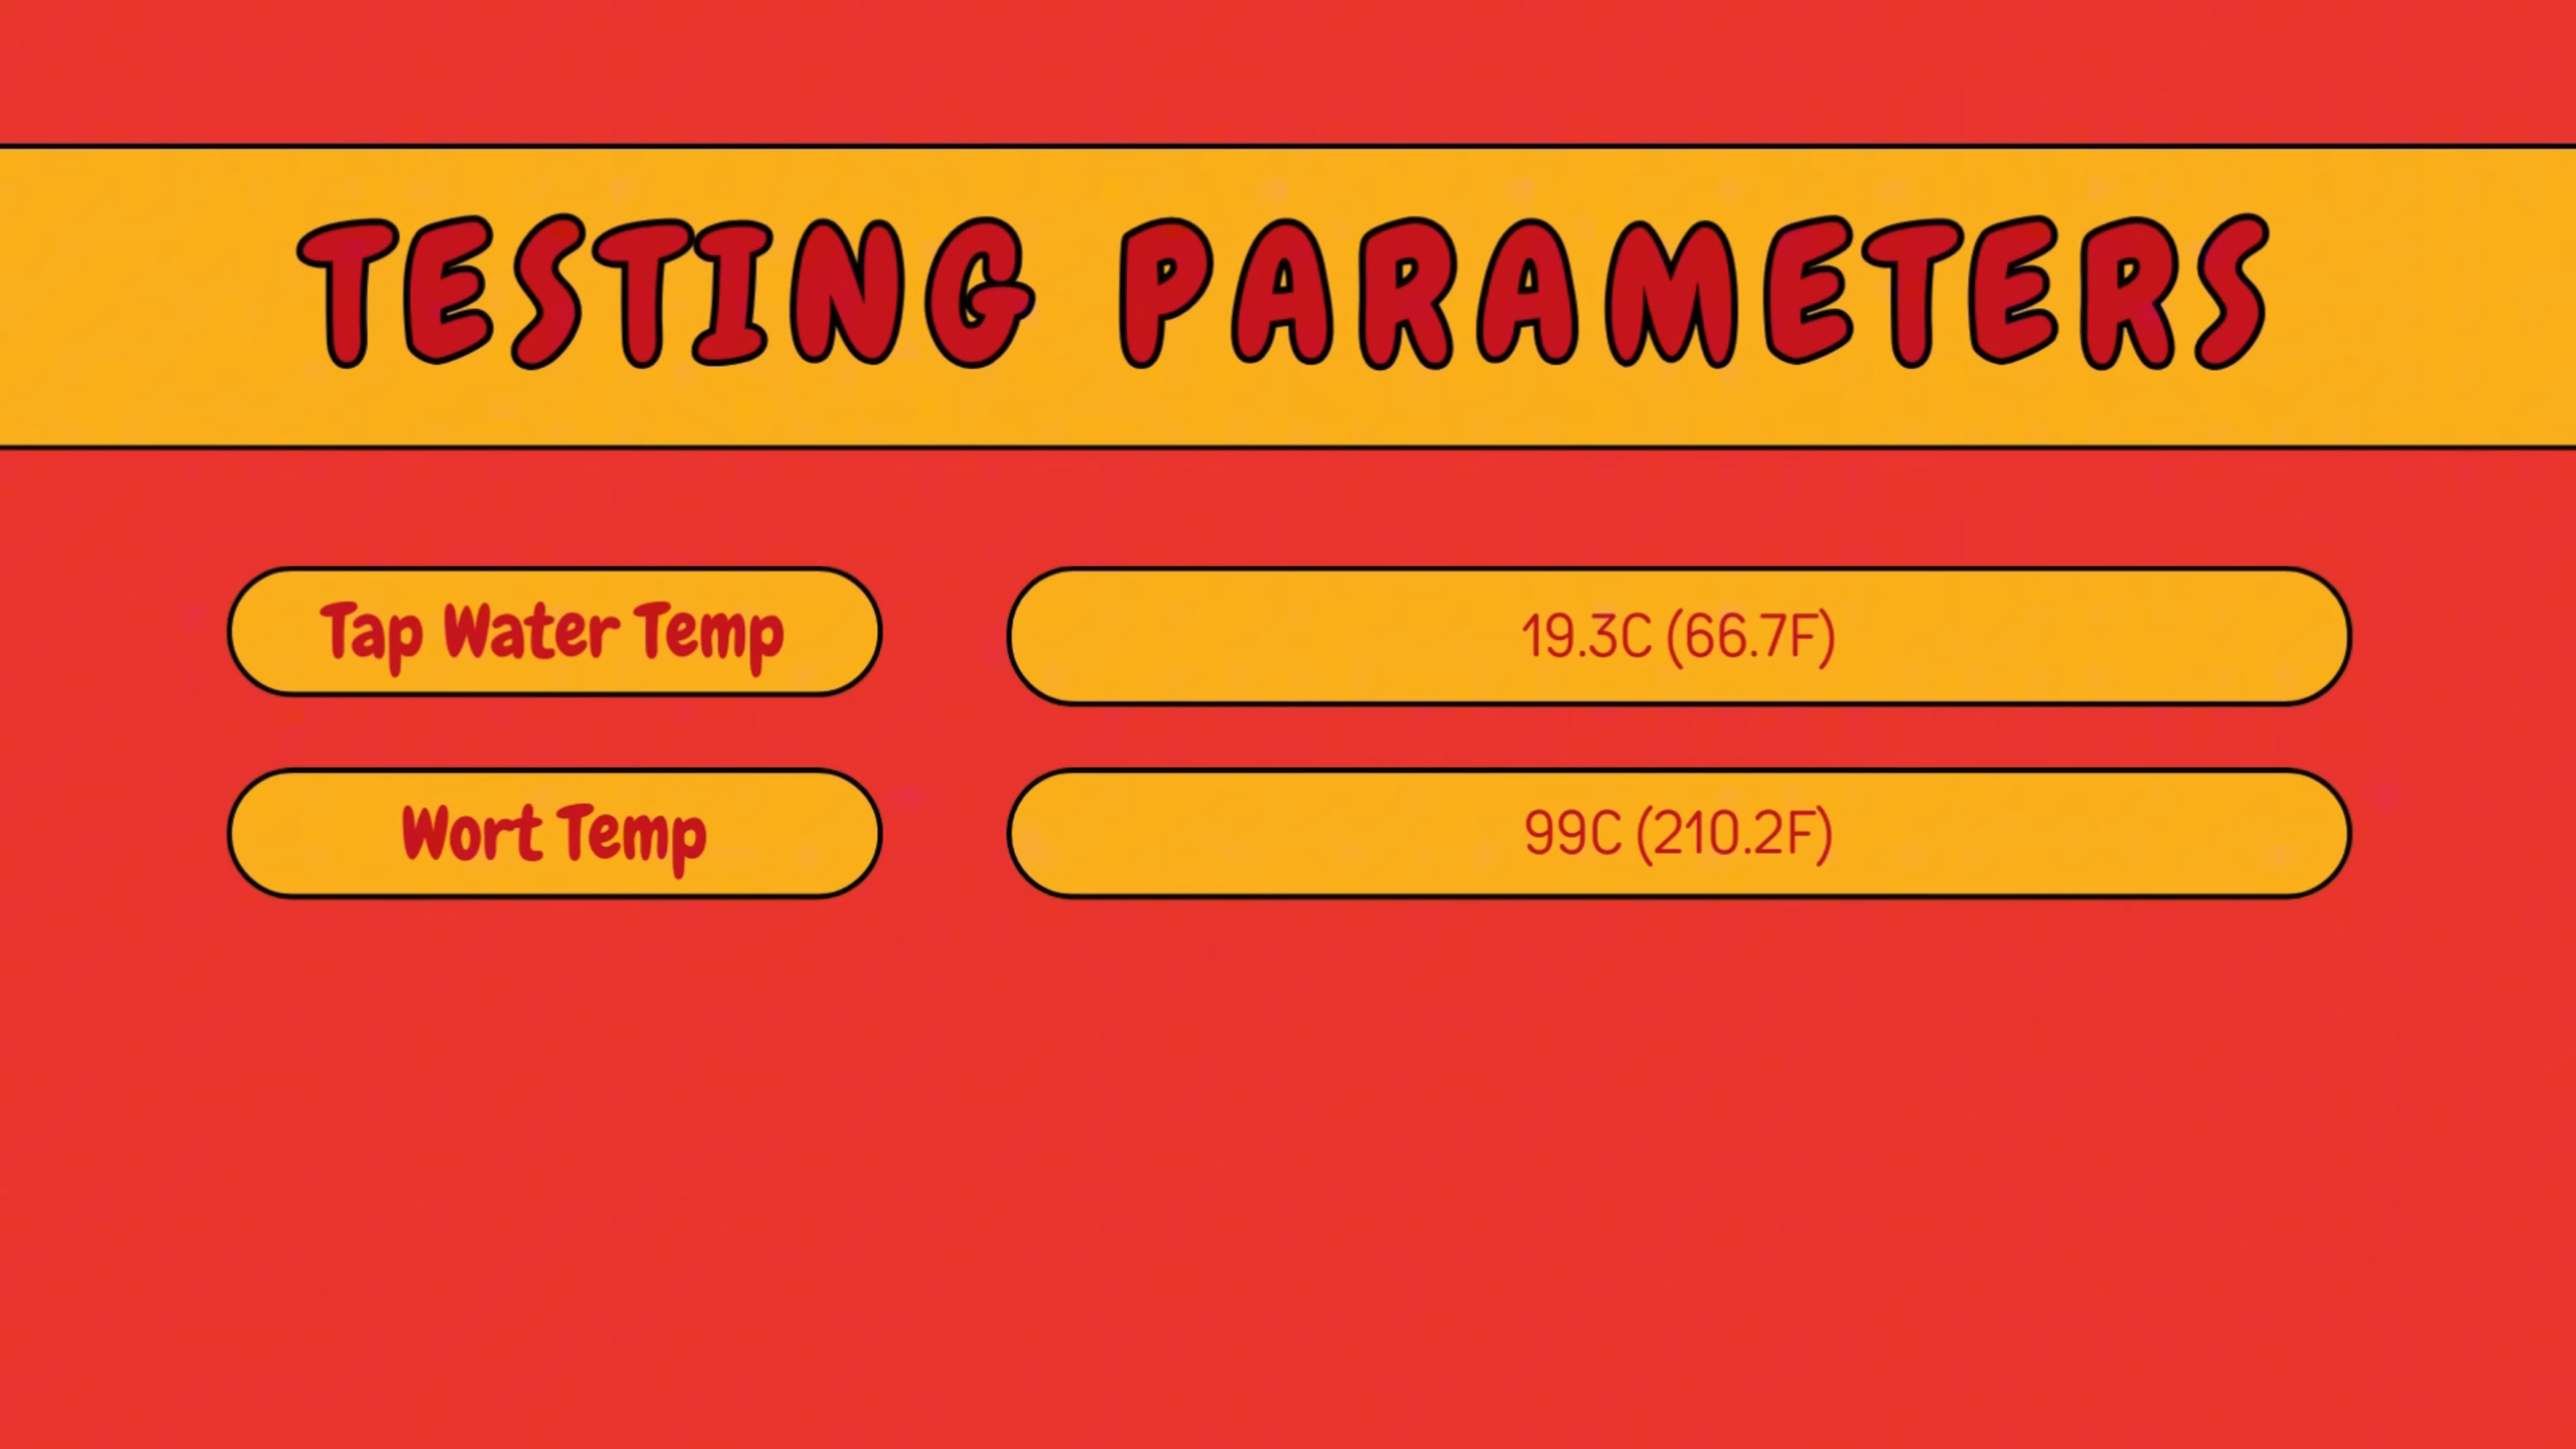 TESTING PARAMETERS
Tap Water Temp
19.3C (66.7F)
Wort Temp
99C (210.2F)